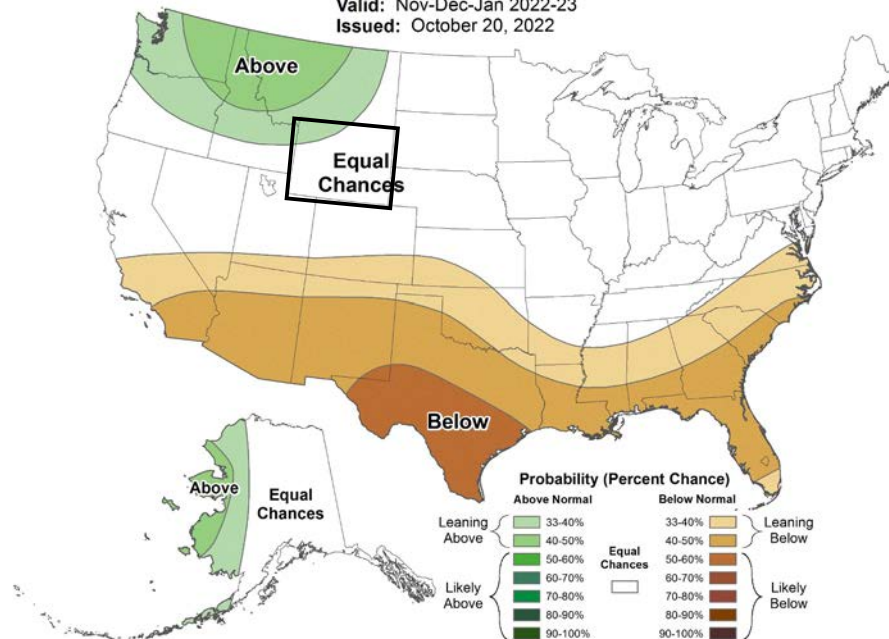 Valid: Nov-Dec-Jan 2022-23
Issued: October 20, 2022
Above
Equal
Chances
Below
Above
Equal
Chances
Probability (Percent Chance)
Above Normal
Below Normal
Leaning
Above
33-40%
40-50%
50-60%
60-70%
70-80%
80-90%
90-100%
Likely
Above
Equal
Chances
33-40%
40-50%
50-60%
60-70%
70-80%
80-90%
90-100%
Leaning
Below
Likely
Below